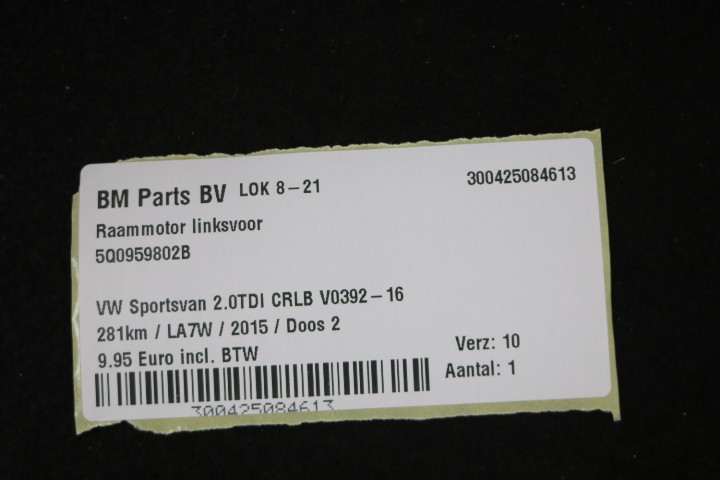 BM Parts BV LOK 8-21 300425084613
Raammotor linksvoor
5Q0959802B
VW Sportsvan 2.0TDI CRLB V0392-16
281km / LA7W / 2015 / Doos 2
9.95 Euro incl. BTW Verz: 10
Aantal: 1
300425084613